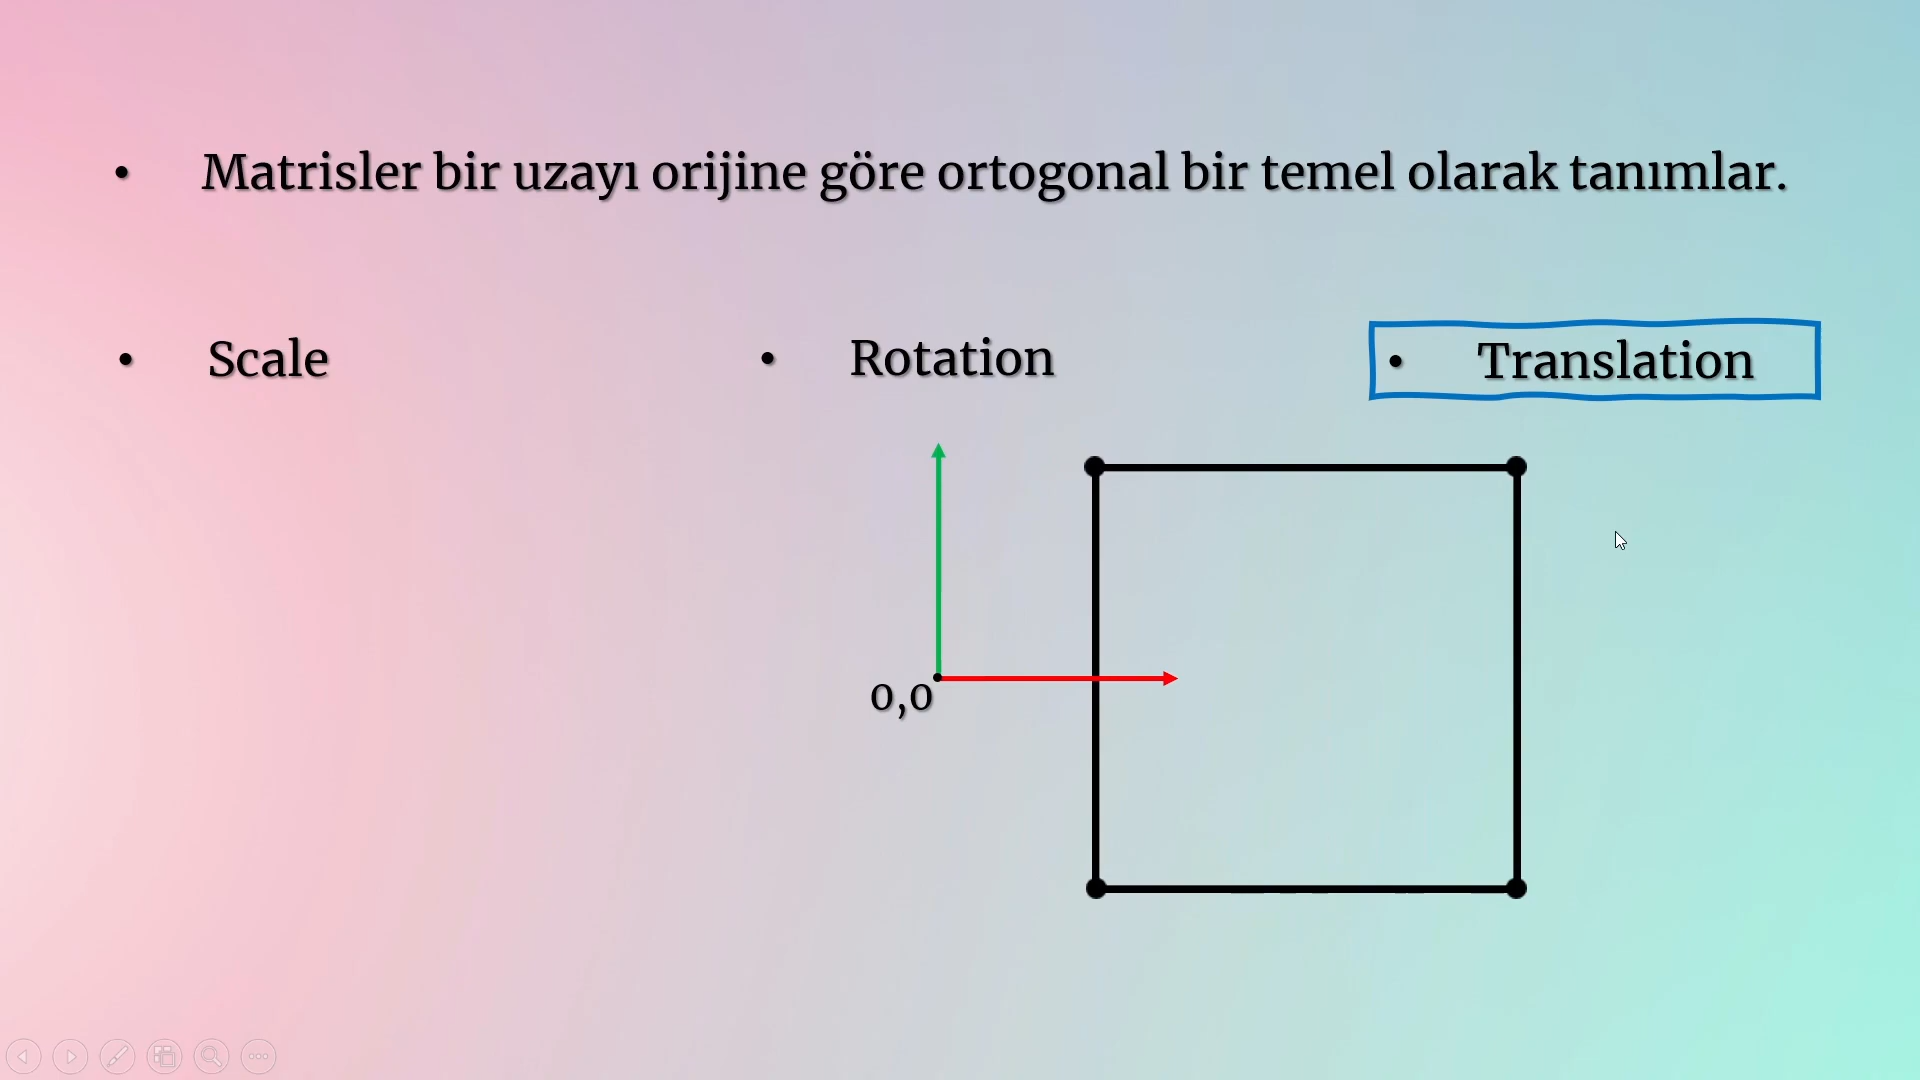 • Matrisler bir uzayı orijine göre ortogonal bir temel olarak tanımlar.
• Scale
• Rotation
• Translation
0,0